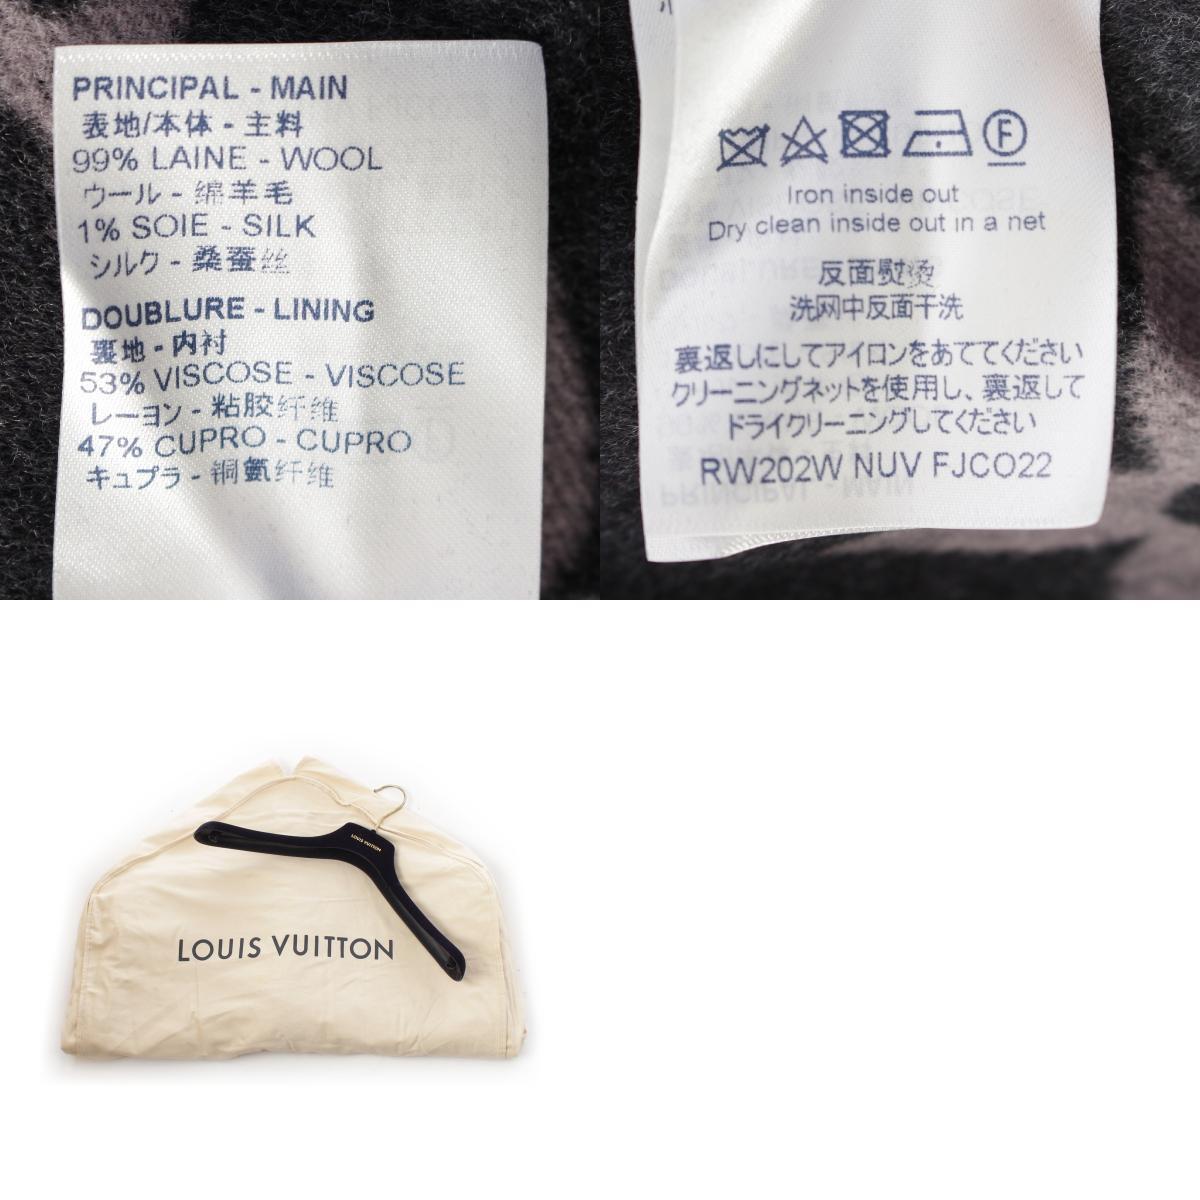 PRINCIPAL - MAIN
表地/本体 - 主料
99% LAINE - WOOL
ウール - 绵羊毛
1% SOIE - SILK
シルク - 桑蚕丝
DOUBLURE - LINING
裏地 - 内衬
53% VISCOSE - VISCOSE
レーヨン - 粘胶纤维
47% CUPRO - CUPRO
キュプラ - 铜氨纤维
F
Iron inside out
Dry clean inside out in a net
反面熨烫
洗网中反面干洗
裏返しにしてアイロンをあててください
クリーニングネットを使用し、裏返して
ドライクリーニングしてください
RW202W NUV FJCO22
LOUIS VUITTON
LOUIS VUITTON